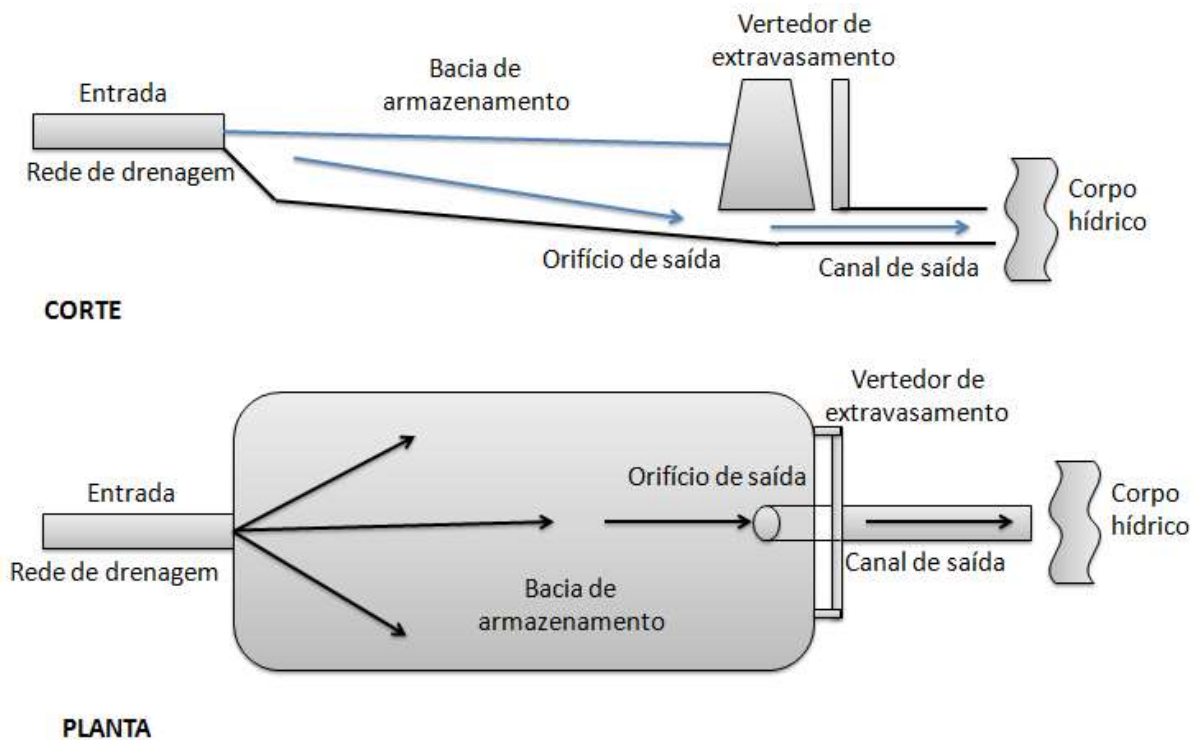 Vertedor de
extravasamento
Bacia de
armazenamento
Entrada
Rede de drenagem
Corpo
hídrico
Orifício de saída
Canal de saída
CORTE
Vertedor de
extravasamento
Orifício de saída
Entrada
Corpo
hídrico
Rede de drenagem
Canal de saída
Bacia de
armazenamento
PLANTA